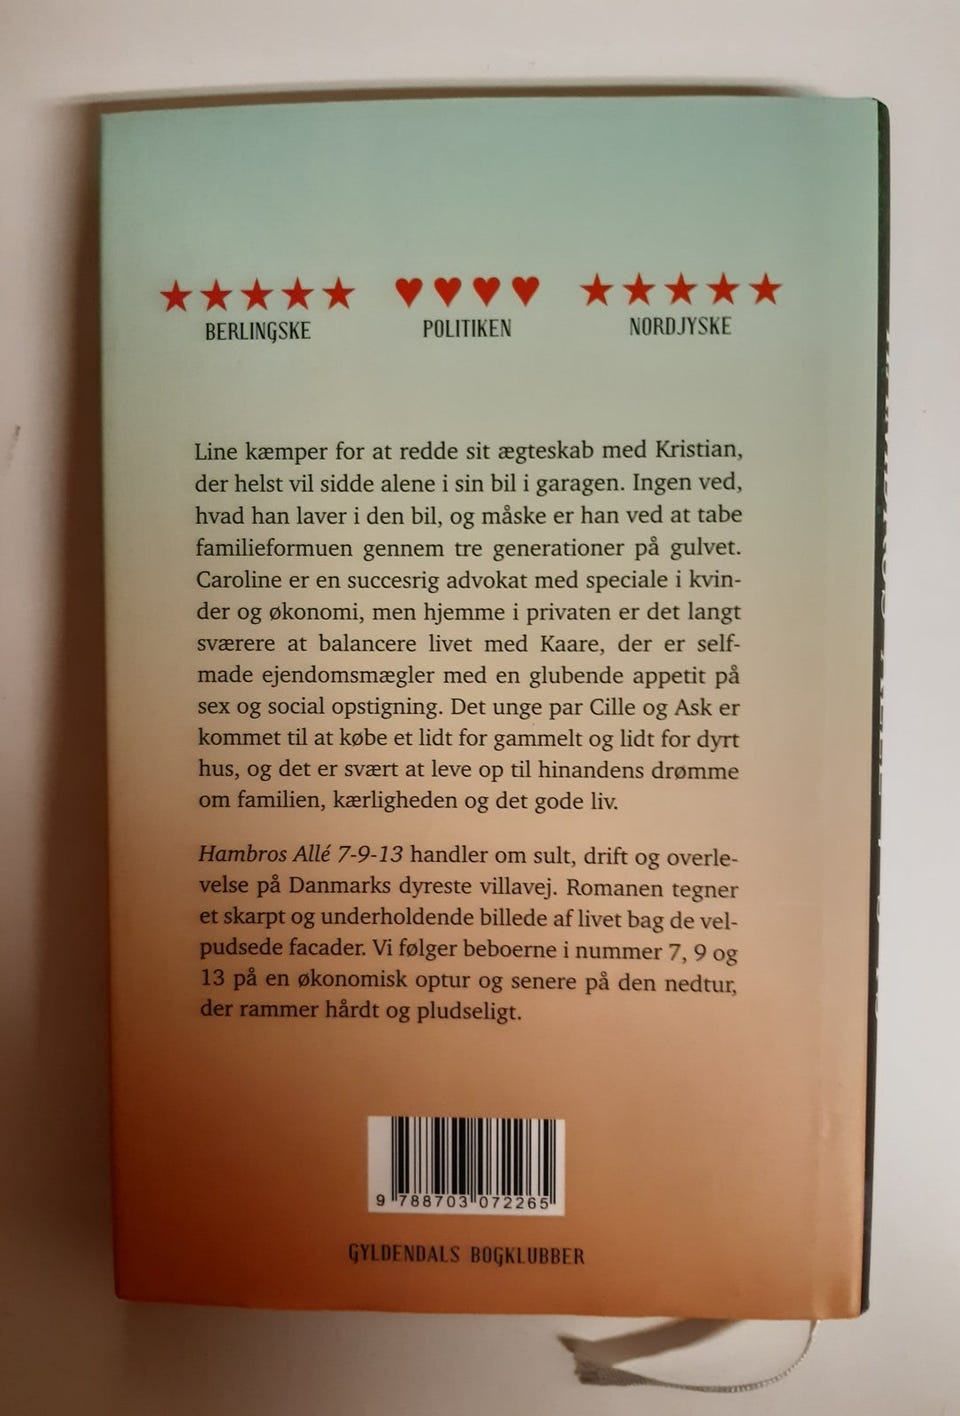 ★★★★★ ♥♥♥♥ ★★★★★
BERLINGSKE POLITIKEN NORDJYSKE
Line kæmper for at redde sit ægteskab med Kristian,
der helst vil sidde alene i sin bil i garagen. Ingen ved,
hvad han laver i den bil, og måske er han ved at tabe
familieformuen gennem tre generationer på gulvet.
Caroline er en succesrig advokat med speciale i kvin-
der og økonomi, men hjemme i privaten er det langt
sværere at balancere livet med Kaare, der er self-
made ejendomsmægler med en glubende appetit på
sex og social opstigning. Det unge par Cille og Ask er
kommet til at købe et lidt for gammelt og lidt for dyrt
hus, og det er svært at leve op til hinandens drømme
om familien, kærligheden og det gode liv.
Hambros Allé 7-9-13 handler om sult, drift og overle-
velse på Danmarks dyreste villavej. Romanen tegner
et skarpt og underholdende billede af livet bag de vel-
pudsede facader. Vi følger beboerne i nummer 7, 9 og
13 på en økonomisk optur og senere på den nedtur,
der rammer hårdt og pludseligt.
9 788703 072265
GYLDENDALS BOGKLUBBER